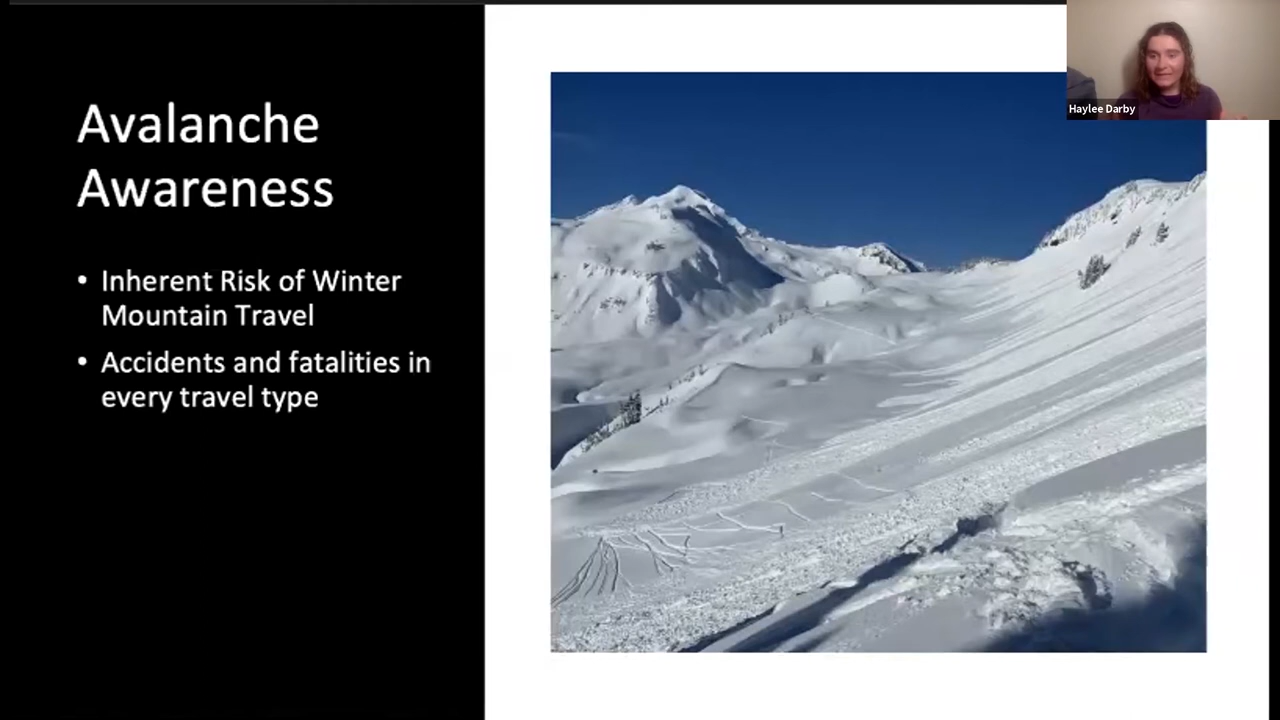 Avalanche
Awareness
• Inherent Risk of Winter
Mountain Travel
• Accidents and fatalities in
every travel type
Haylee Darby